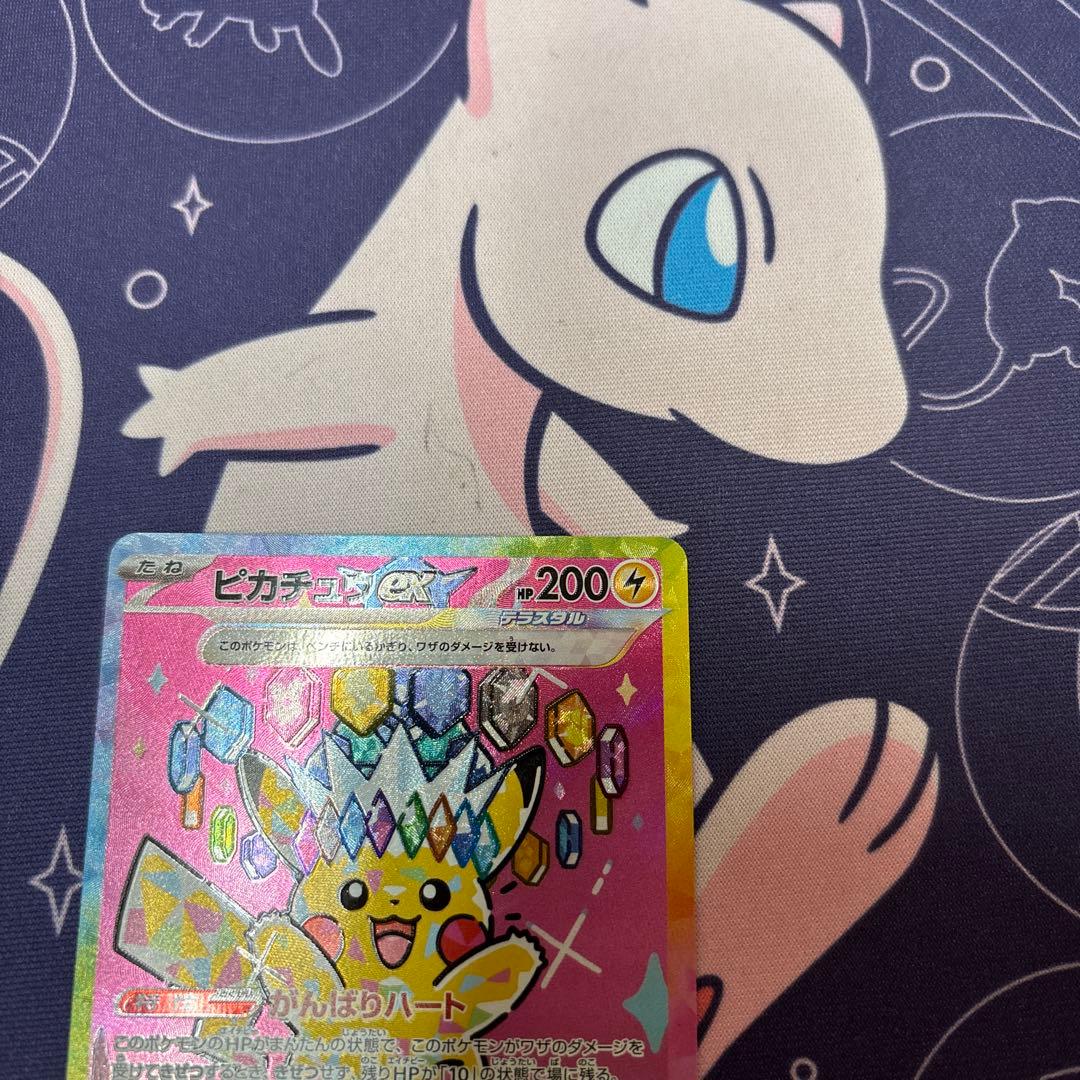 たね
ピカチュウex
HP 200
テラスタル
このポケモンは、ベンチにいるかぎり、ワザのダメージを受けない。
特性
がんばりハート
このポケモンのHPがまんたんの状態で、このポケモンがワザのダメージを
受けてきぜつするとき、きぜつせず、残りHPが「10」の状態で場に残る。